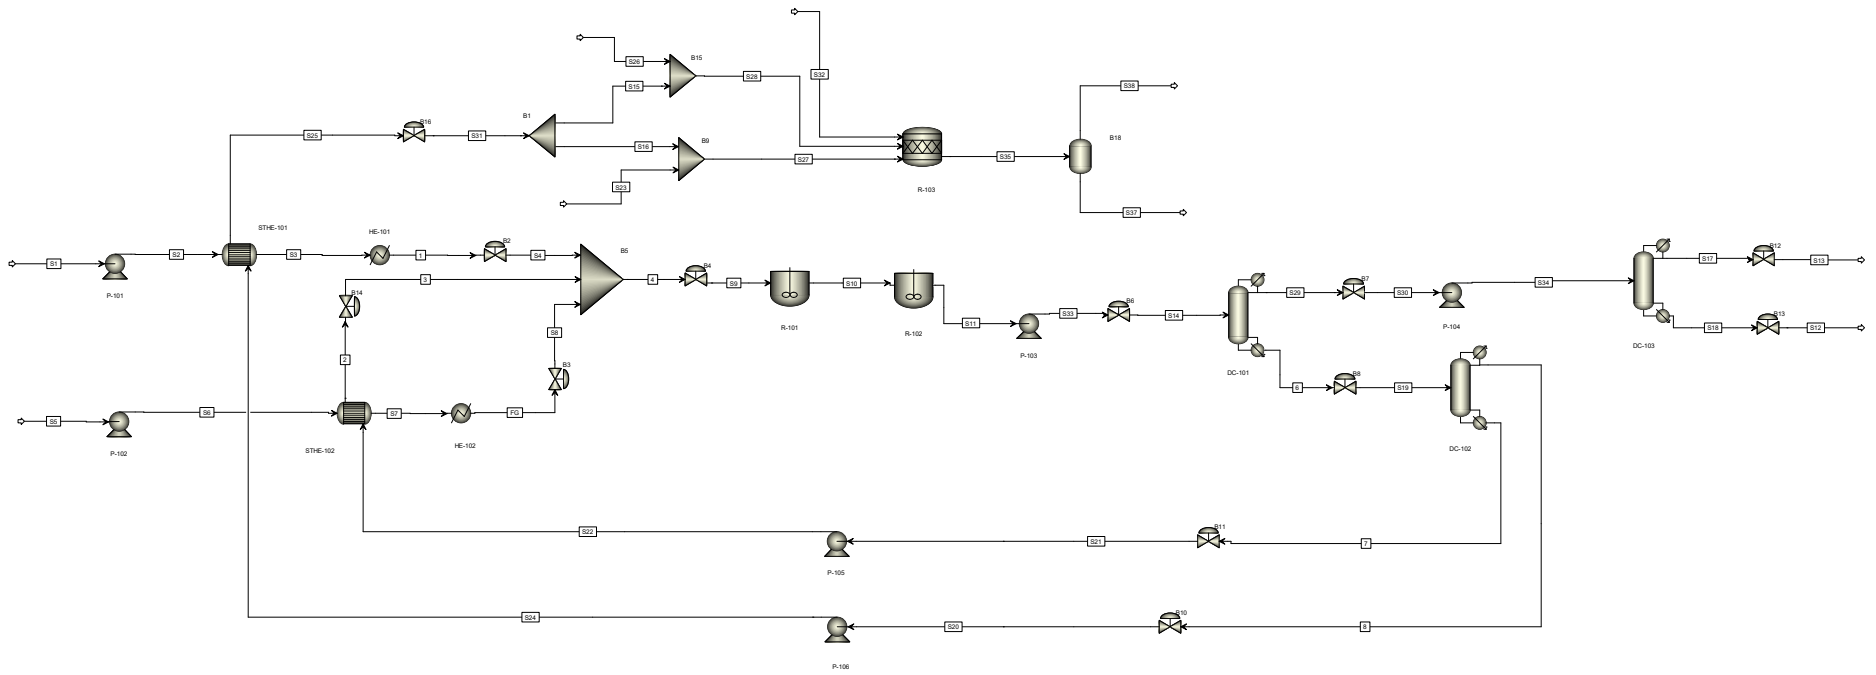 S26
B15
S32
S28
S15
S38
B16
B1
S25
S31
B18
B9
S16
S27
S35
S23
R-103
STHE-101
HE-101
B2
B5
B12
S2
S3
1
S4
S17
S13
S1
B4
3
4
S9
S10
S34
P-101
B14
B7
S29
S30
B6
S33
S14
B13
S8
R-101
R-102
S11
P-103
P-104
S18
S12
DC-103
2
B3
DC-101
B8
6
S19
S6
S7
FG
S5
P-102
STHE-102
HE-102
DC-102
B11
S22
S21
7
P-105
B10
S24
S20
8
P-106